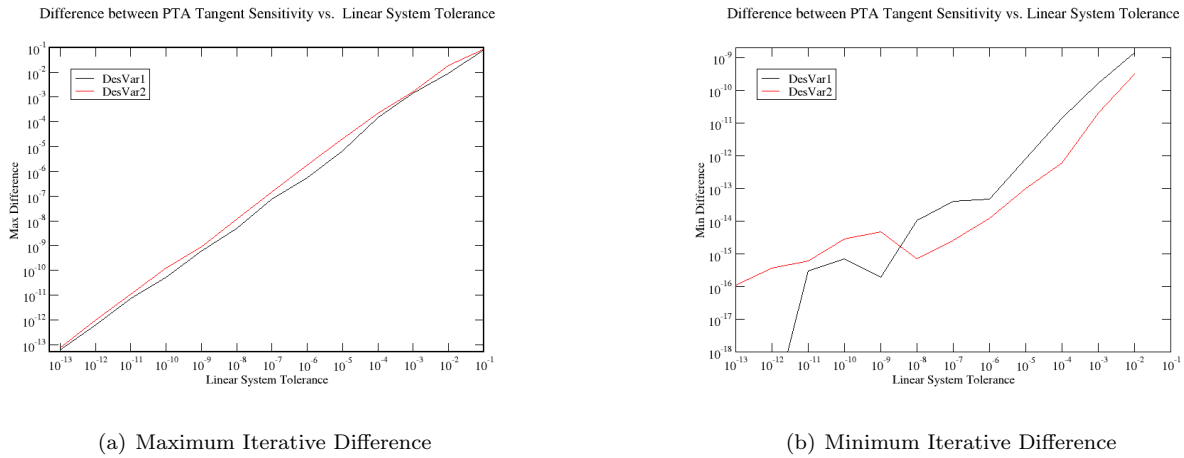 Difference between PTA Tangent Sensitivity vs. Linear System Tolerance
DesVar1
DesVar2
Max Difference
10^-1
10^-2
10^-3
10^-4
10^-5
10^-6
10^-7
10^-8
10^-9
10^-10
10^-11
10^-12
10^-13
10^-13 10^-12 10^-11 10^-10 10^-9 10^-8 10^-7 10^-6 10^-5 10^-4 10^-3 10^-2 10^-1
Linear System Tolerance
(a) Maximum Iterative Difference
Difference between PTA Tangent Sensitivity vs. Linear System Tolerance
DesVar1
DesVar2
Min Difference
10^-9
10^-10
10^-11
10^-12
10^-13
10^-14
10^-15
10^-16
10^-17
10^-18
10^-13 10^-12 10^-11 10^-10 10^-9 10^-8 10^-7 10^-6 10^-5 10^-4 10^-3 10^-2 10^-1
Linear System Tolerance
(b) Minimum Iterative Difference